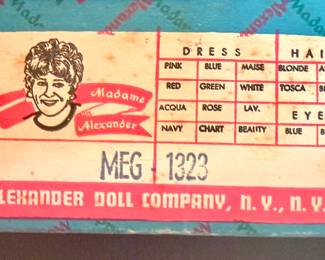 Madame
Alexander
DRESS
HAI
PINK BLUE MAISE BLONDE
RED GREEN WHITE TOSCA
ACQUA ROSE LAV.
EYE
NAVY CHART BEAUTY BLUE
MEG - 1323
LEXANDER DOLL COMPANY, N.Y., N.Y.